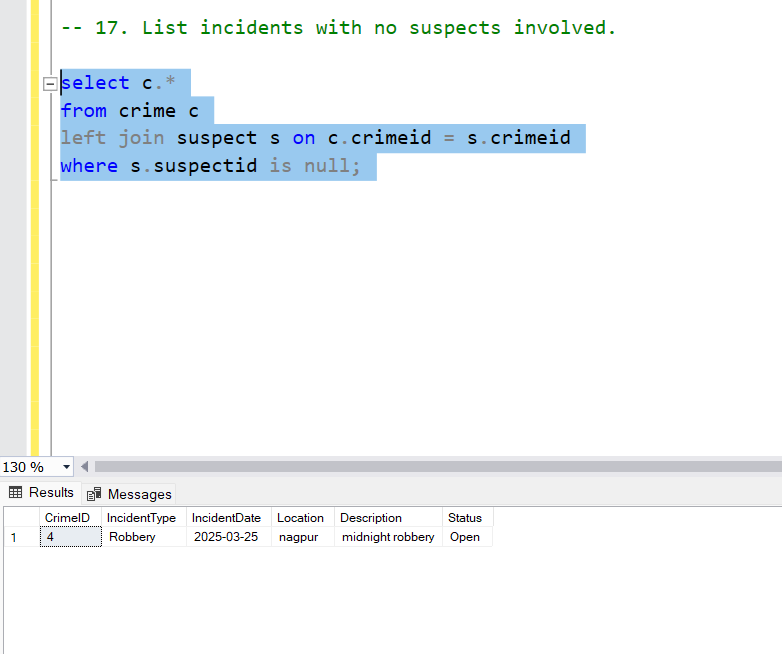 -- 17. List incidents with no suspects involved.
select c.*
from crime c
left join suspect s on c.crimeid = s.crimeid
where s.suspectid is null;
130 %
Results Messages
CrimeID IncidentType IncidentDate Location Description Status
1 4 Robbery 2025-03-25 nagpur midnight robbery Open